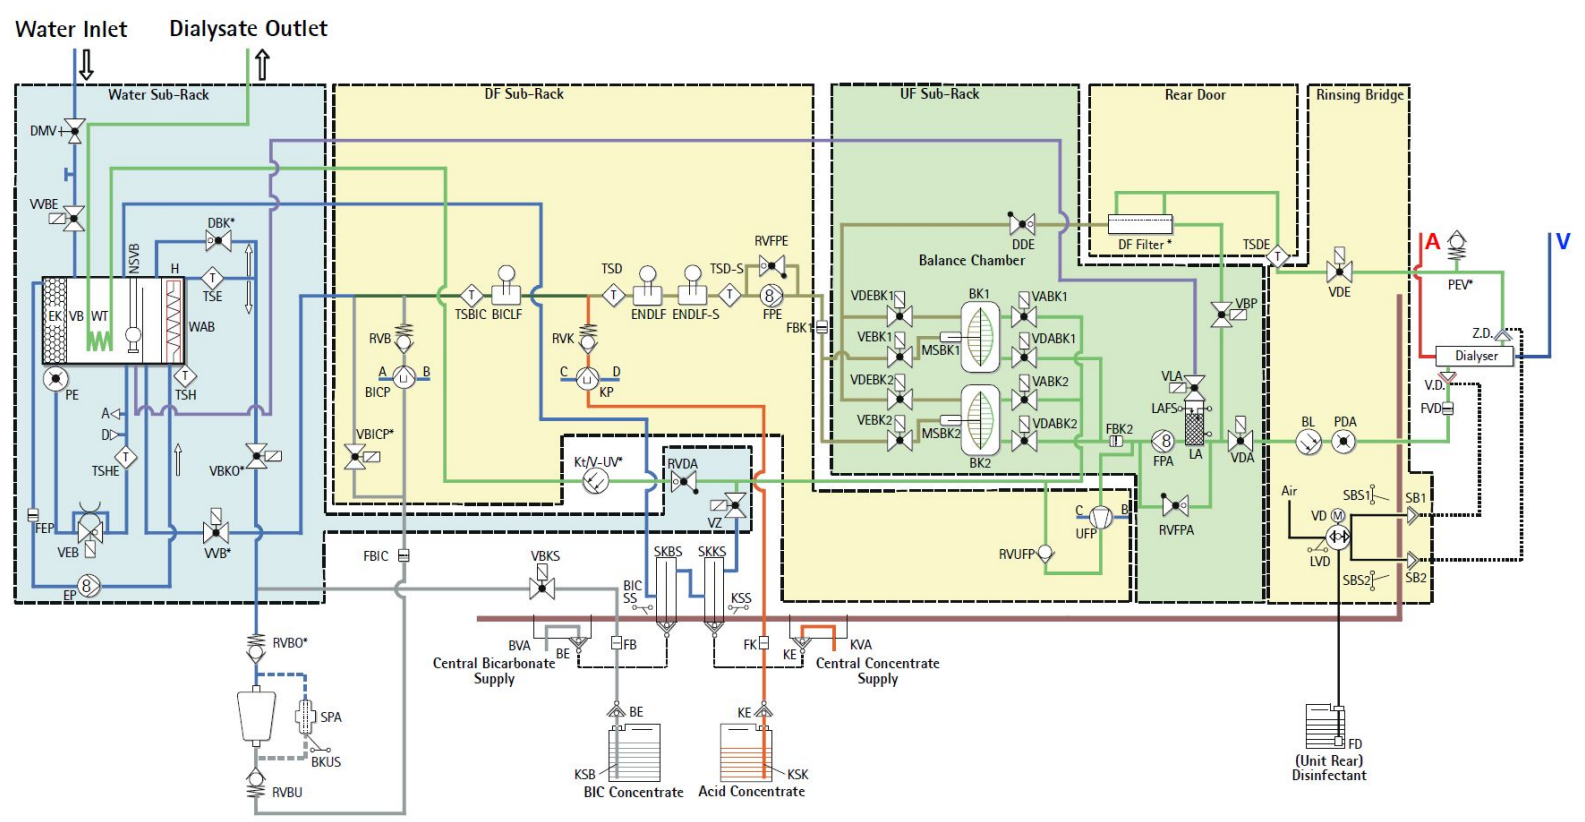 Water Inlet
Dialysate Outlet
Water Sub-Rack
DF Sub-Rack
UF Sub-Rack
Rear Door
Rinsing Bridge
DMV
VVBE
DBK*
NSVB
H
TSE
EK
VB
WT
WAB
PE
TSH
A
D
TSHE
VBKO*
FEP
VEB
VVB*
EP
RVBO*
SPA
BKUS
RVBU
RVB
A
B
BICP
VBICP*
FBIC
TSBIC
BICLF
RVK
C
D
KP
TSD
ENDLF
ENDLF-S
TSD-S
RVFPE
FPE
FBK1
Kt/V-UV*
RVDA
VZ
VBKS
SKBS
SKKS
BIC
SS
KSS
BVA
BE
FB
FK
KE
KVA
Central Bicarbonate
Supply
Central Concentrate
Supply
BE
KE
KSB
KSK
BIC Concentrate
Acid Concentrate
DDE
Balance Chamber
VDEBK1
BK1
VABK1
VEBK1
MSBK1
VDABK1
VDEBK2
VABK2
VEBK2
MSBK2
VDABK2
BK2
FBK2
FPA
LA
VLA
LAFS
VDA
C
B
UFP
RVUFP
RVFPA
DF Filter *
TSDE
VBP
VDE
PEV*
A
V
Z.D.
Dialyser
V.D.
FVD
BL
PDA
Air
SBS1
SB1
VD
M
LVD
SBS2
SB2
FD
(Unit Rear)
Disinfectant